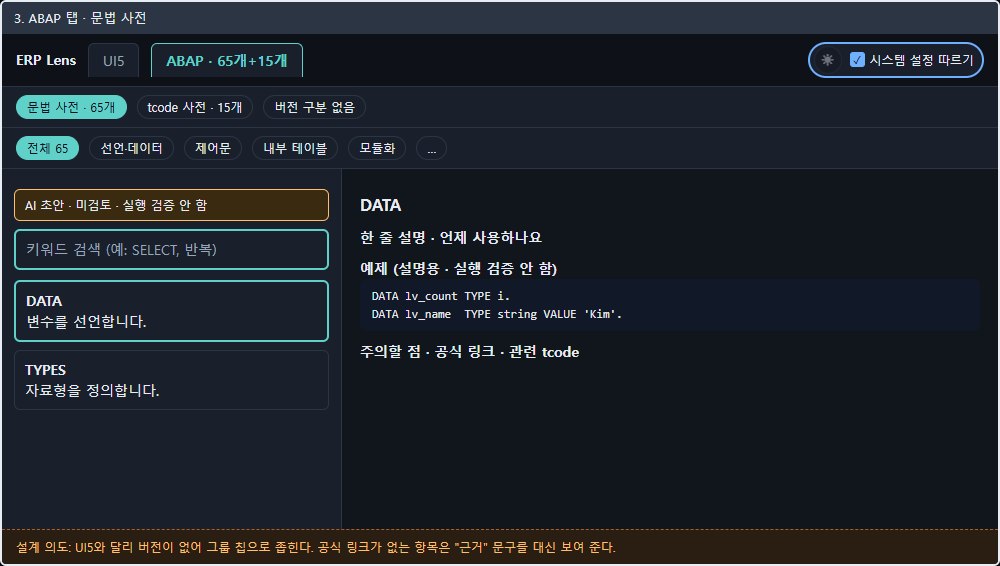 3. ABAP 탭 · 문법 사전
ERP Lens UI5 ABAP · 65개+15개 시스템 설정 따르기
문법 사전 · 65개 tcode 사전 · 15개 버전 구분 없음
전체 65 선언·데이터 제어문 내부 테이블 모듈화 ...
AI 초안 · 미검토 · 실행 검증 안 함
키워드 검색 (예: SELECT, 반복)
DATA
변수를 선언합니다.
TYPES
자료형을 정의합니다.
DATA
한 줄 설명 · 언제 사용하나요
예제 (설명용 · 실행 검증 안 함)
DATA lv_count TYPE i.
DATA lv_name  TYPE string VALUE 'Kim'.
주의할 점 · 공식 링크 · 관련 tcode
설계 의도: UI5와 달리 버전이 없어 그룹 칩으로 좁힌다. 공식 링크가 없는 항목은 "근거" 문구를 대신 보여 준다.